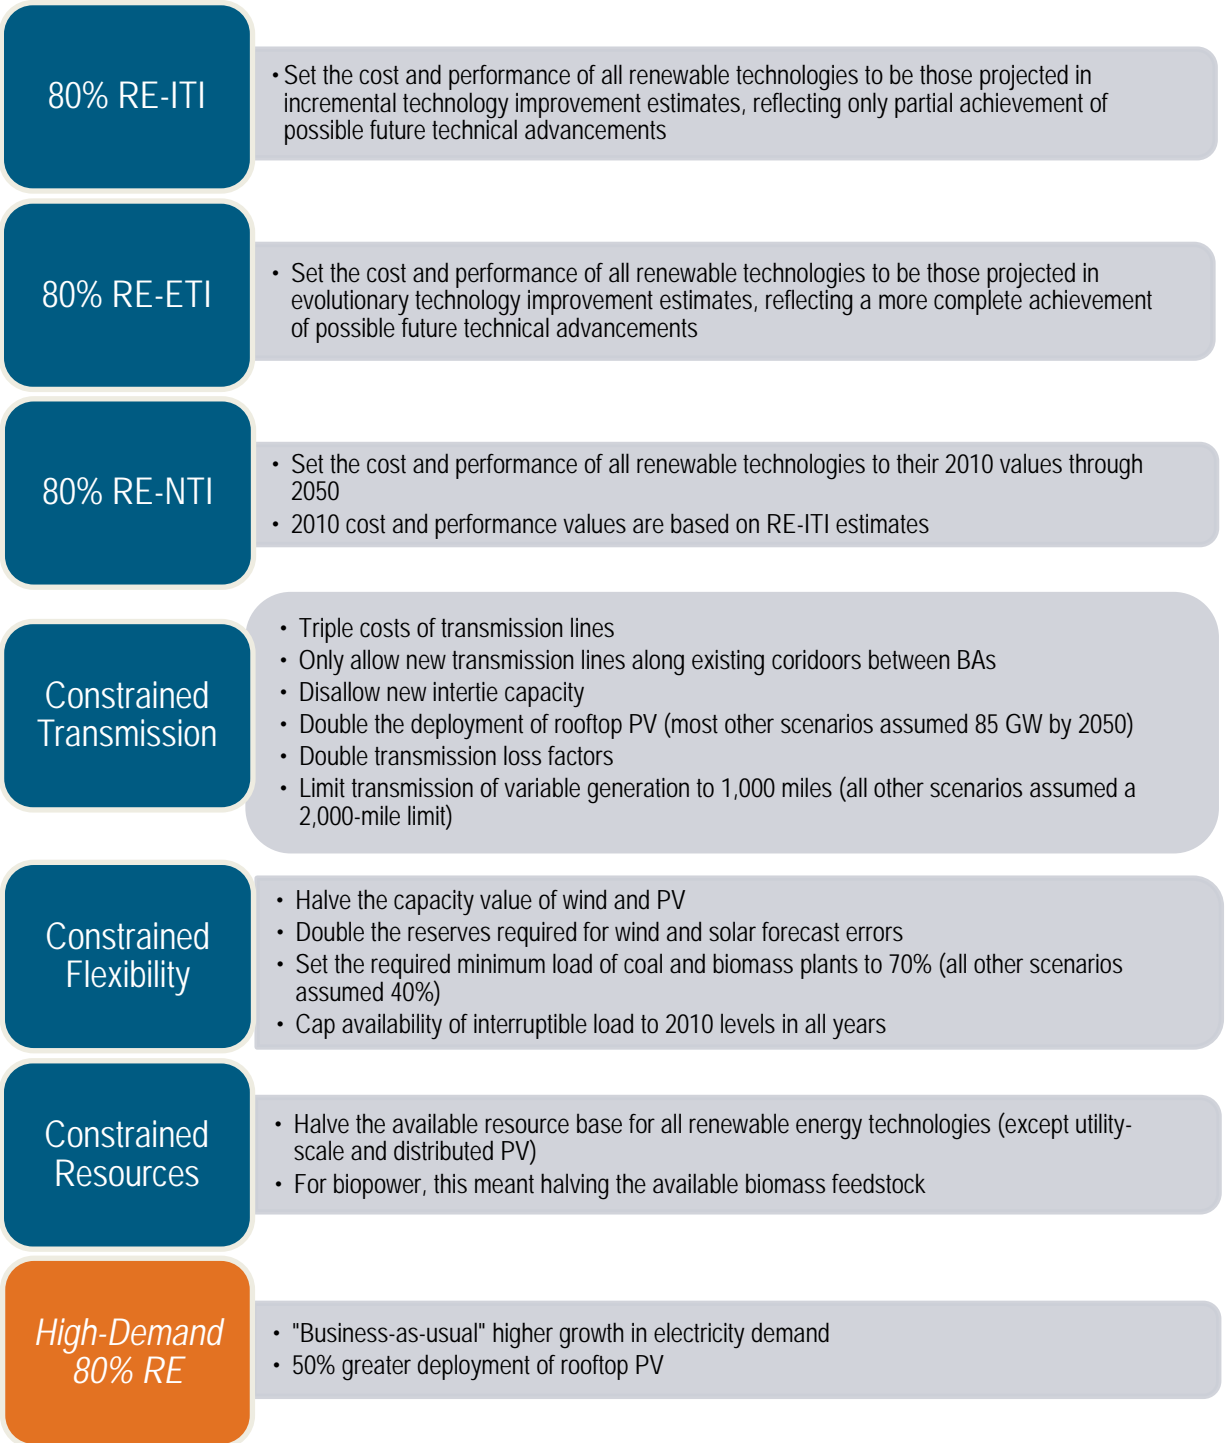 80% RE-ITI
• Set the cost and performance of all renewable technologies to be those projected in
incremental technology improvement estimates, reflecting only partial achievement of
possible future technical advancements
80% RE-ETI
• Set the cost and performance of all renewable technologies to be those projected in
evolutionary technology improvement estimates, reflecting a more complete achievement
of possible future technical advancements
80% RE-NTI
• Set the cost and performance of all renewable technologies to their 2010 values through
2050
• 2010 cost and performance values are based on RE-ITI estimates
Constrained
Transmission
• Triple costs of transmission lines
• Only allow new transmission lines along existing coridoors between BAs
• Disallow new intertie capacity
• Double the deployment of rooftop PV (most other scenarios assumed 85 GW by 2050)
• Double transmission loss factors
• Limit transmission of variable generation to 1,000 miles (all other scenarios assumed a
2,000-mile limit)
Constrained
Flexibility
• Halve the capacity value of wind and PV
• Double the reserves required for wind and solar forecast errors
• Set the required minimum load of coal and biomass plants to 70% (all other scenarios
assumed 40%)
• Cap availability of interruptible load to 2010 levels in all years
Constrained
Resources
• Halve the available resource base for all renewable energy technologies (except utility-
scale and distributed PV)
• For biopower, this meant halving the available biomass feedstock
High-Demand
80% RE
• "Business-as-usual" higher growth in electricity demand
• 50% greater deployment of rooftop PV